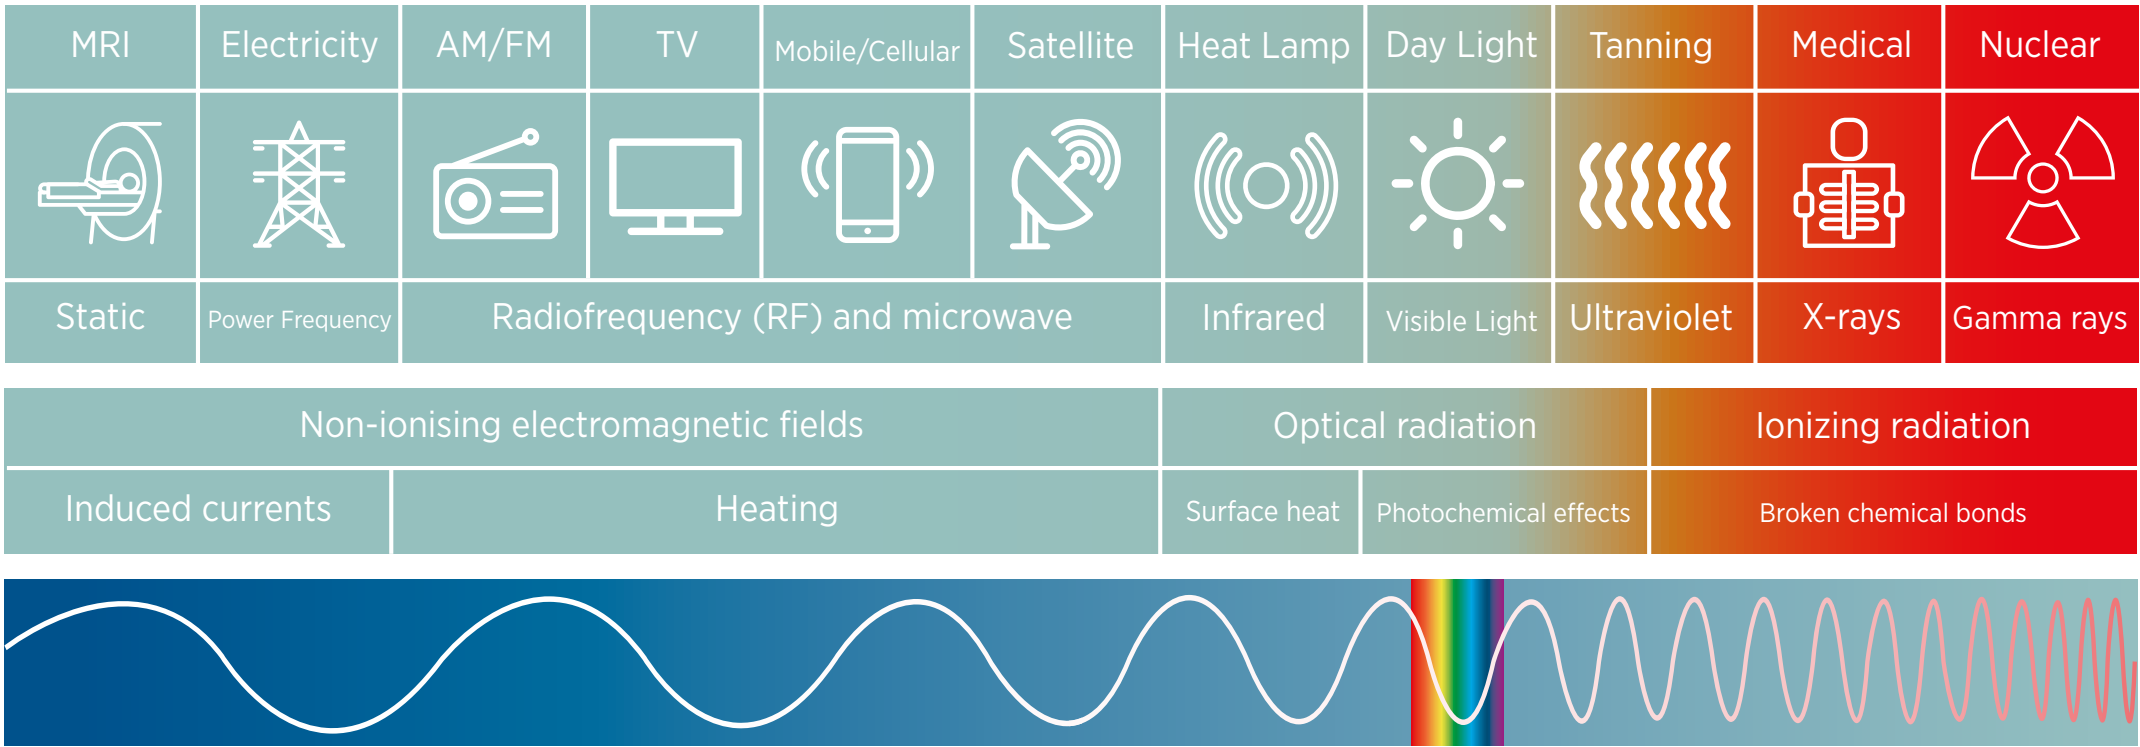 MRI
Electricity
AM/FM
TV
Mobile/Cellular
Satellite
Heat Lamp
Day Light
Tanning
Medical
Nuclear
Static
Power Frequency
Radiofrequency (RF) and microwave
Infrared
Visible Light
Ultraviolet
X-rays
Gamma rays
Non-ionising electromagnetic fields
Optical radiation
Ionizing radiation
Induced currents
Heating
Surface heat
Photochemical effects
Broken chemical bonds